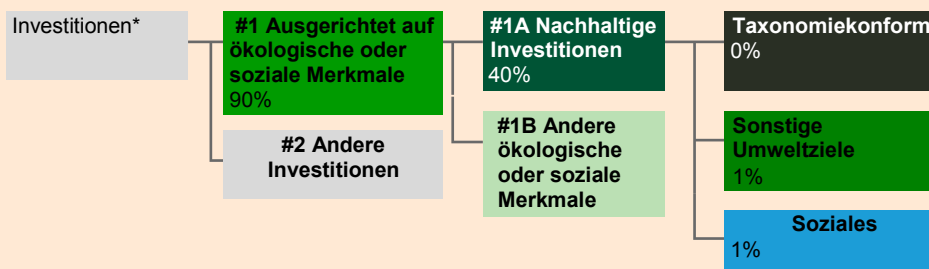 Investitionen*
#1 Ausgerichtet auf
ökologische oder
soziale Merkmale
90%
#2 Andere
Investitionen
#1A Nachhaltige
Investitionen
40%
#1B Andere
ökologische
oder soziale
Merkmale
Taxonomiekonform
0%
Sonstige
Umweltziele
1%
Soziales
1%